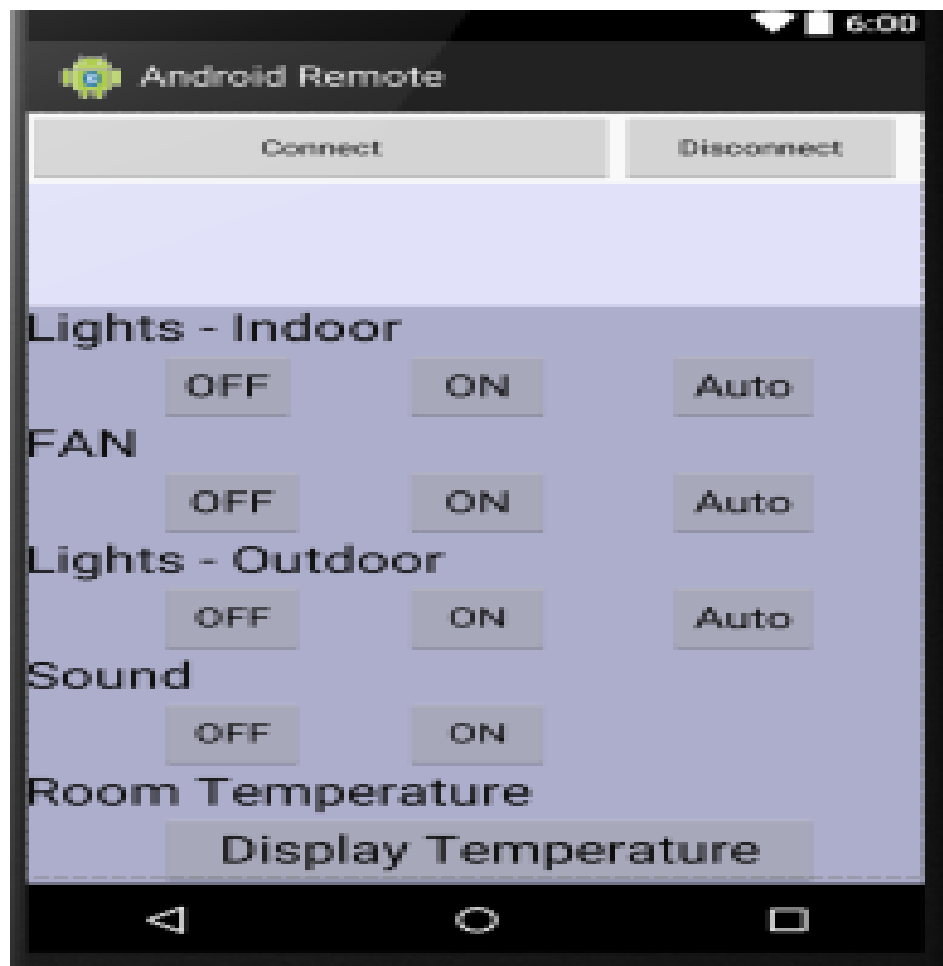 6:00
Android Remote
Connect Disconnect
Lights - Indoor
OFF ON Auto
FAN
OFF ON Auto
Lights - Outdoor
OFF ON Auto
Sound
OFF ON
Room Temperature
Display Temperature